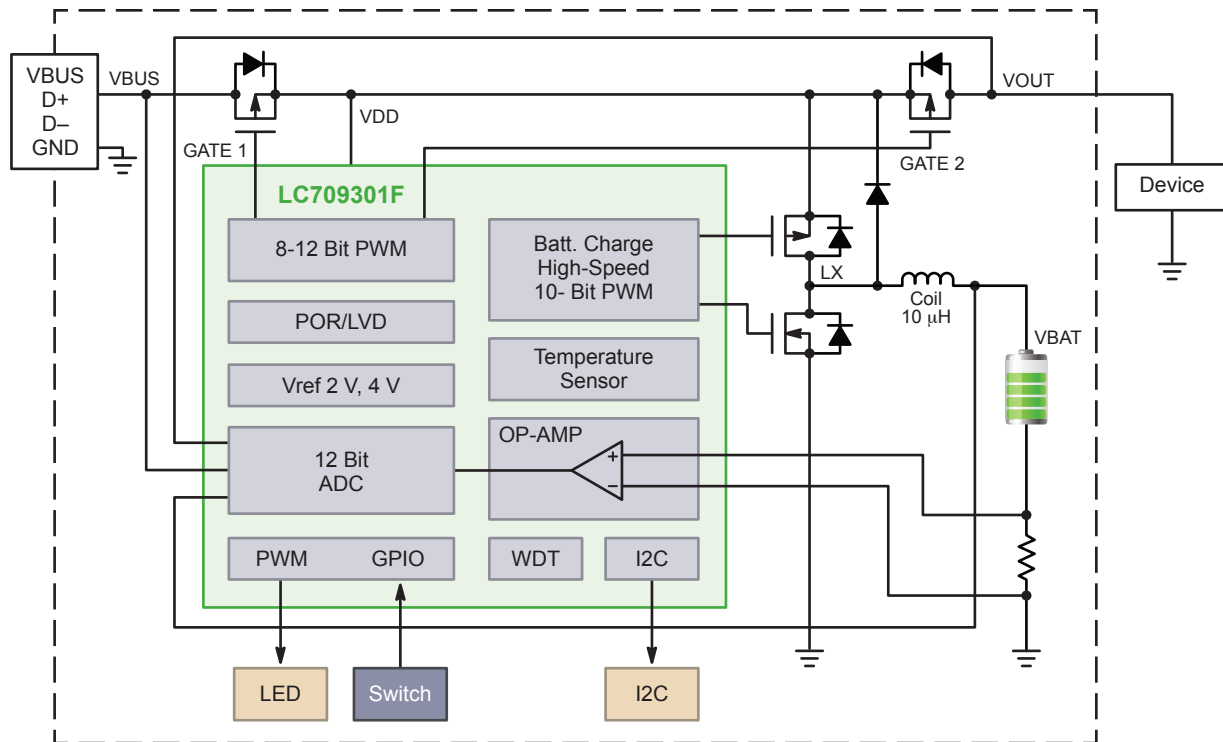 VBUS
D+
D–
GND
VBUS
VDD
VOUT
GATE 1
GATE 2
Device
LC709301F
8-12 Bit PWM
Batt. Charge
High-Speed
10- Bit PWM
LX
Coil
10 μH
VBAT
POR/LVD
Temperature
Sensor
Vref 2 V, 4 V
12 Bit
ADC
OP-AMP
+
–
PWM
GPIO
WDT
I2C
LED
Switch
I2C